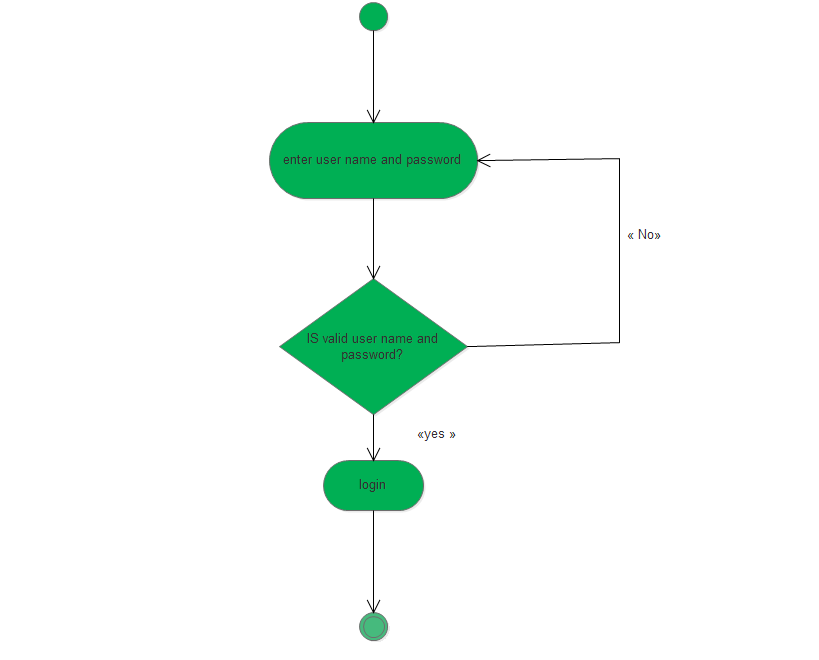 enter user name and password
« No»
IS valid user name and
password?
«yes »
login